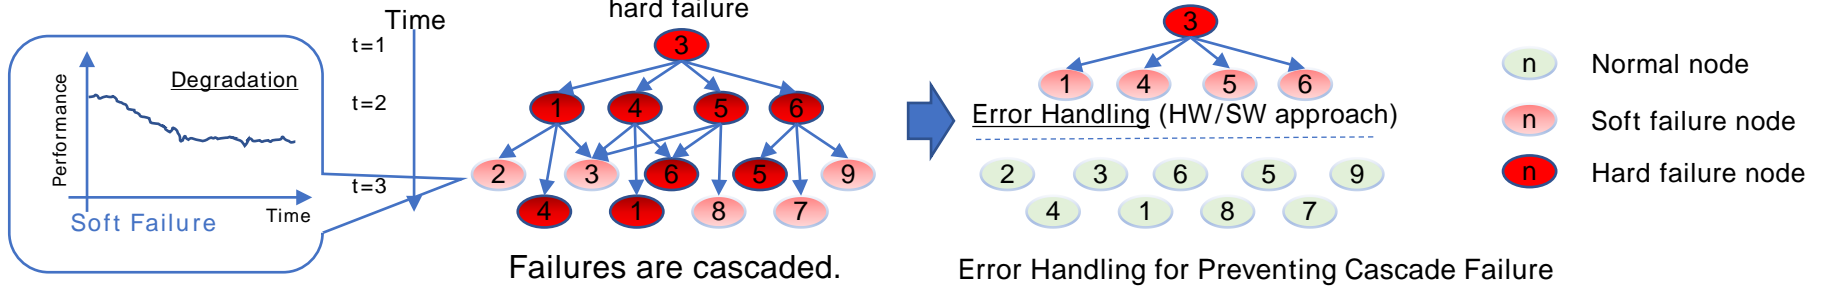 Performance
Degradation
Soft Failure
Time
Time
t=1
t=2
t=3
hard failure
3
1
4
5
6
2
3
6
5
9
4
1
8
7
Failures are cascaded.
3
1
4
5
6
Error Handling (HW/SW approach)
2
3
6
5
9
4
1
8
7
Error Handling for Preventing Cascade Failure
n Normal node
n Soft failure node
n Hard failure node